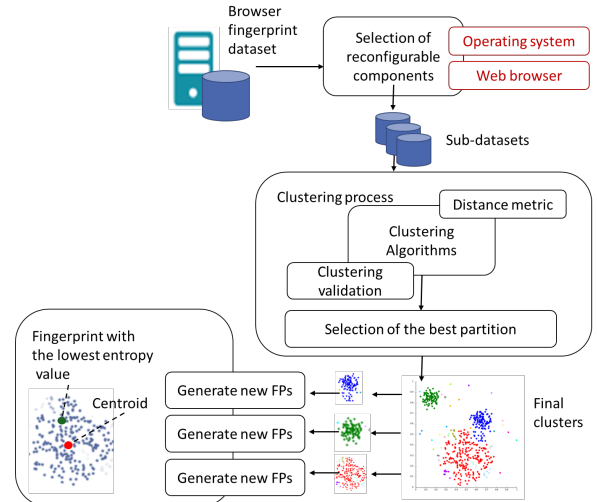 Browser
fingerprint
dataset
Selection of
reconfigurable
components
Operating system
Web browser
Sub-datasets
Clustering process
Distance metric
Clustering
Algorithms
Clustering
validation
Selection of the best partition
Fingerprint with
the lowest entropy
value
Centroid
Generate new FPs
Generate new FPs
Generate new FPs
Final
clusters